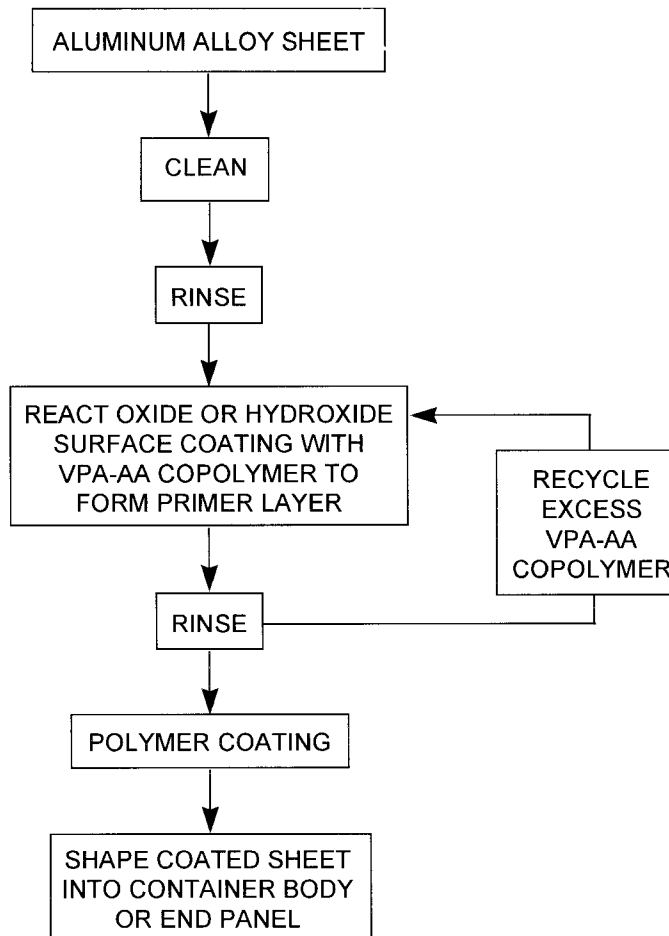 ALUMINUM ALLOY SHEET
CLEAN
RINSE
REACT OXIDE OR HYDROXIDE
SURFACE COATING WITH
VPA-AA COPOLYMER TO
FORM PRIMER LAYER
RECYCLE
EXCESS
VPA-AA
COPOLYMER
RINSE
POLYMER COATING
SHAPE COATED SHEET
INTO CONTAINER BODY
OR END PANEL